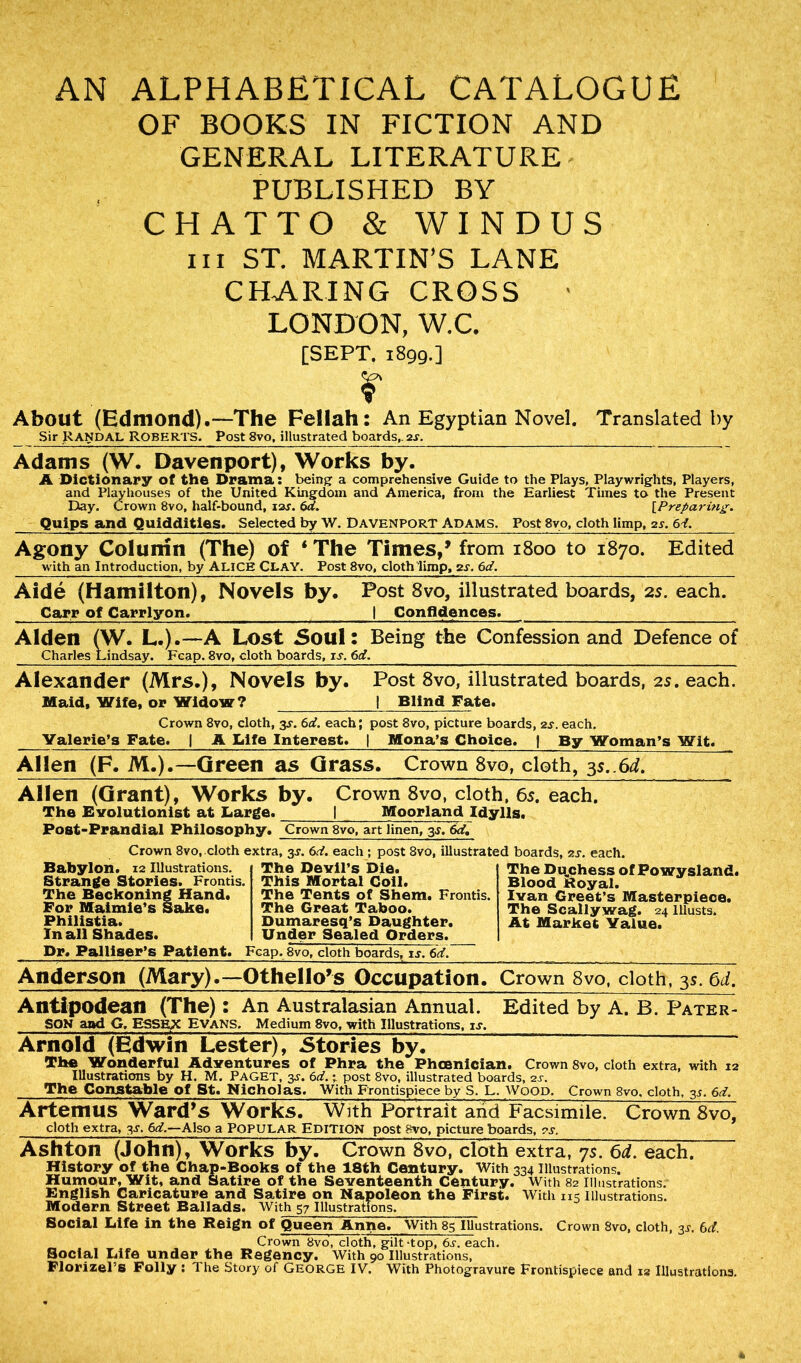 AN ALPHABETICAL CATALOGUE
OF BOOKS IN FICTION AND
GENERAL LITERATURE
PUBLISHED BY
CHATTO & WINDUS
111 ST. MARTIN'S LANE
CHARING CROSS
LONDON, W.C.
[SEPT. 1899.]
About (Edmond).—The Fellah: An Egyptian Novel. Translated by
Sir RANDAL ROBERTS. Post 8vo, illustrated boards, 2s.
Adams (W. Davenport), Works by.
A Dictionary of the Drama: being a comprehensive Guide to the Plays, Playwrights, Players,
and Playhouses of the United Kingdom and America, from the Earliest Times to the Present
Day. Crown 8vo, half-bound, 12s. 6d. [Preparing.
Quips and Quiddities. Selected by W. DAVENPORT ADAMS. Post 8vo, cloth limp, 2s. 6d.
Agony Column (The) of 'The Times,' from 1800 to 1870. Edited
with an Introduction, by ALICE CLAY. Post 8vo, cloth limp, 2s. 6d.
Aidé (Hamilton), Novels by. Post 8vo, illustrated boards, 2s. each.
Carr of Carrlyon. | Confidences.
Alden (W. L.).—A Lost Soul: Being the Confession and Defence of
Charles Lindsay. Fcap. 8vo, cloth boards, 1s. 6d.
Alexander (Mrs.), Novels by. Post 8vo, illustrated boards, 2s. each.
Maid, Wife, or Widow? | Blind Fate.
Crown 8vo, cloth, 3s. 6d. each; post 8vo, picture boards, 2s. each.
Valerie's Fate. | A Life Interest. | Mona's Choice. | By Woman's Wit.
Allen (F. M.).—Green as Grass. Crown 8vo, cloth, 3s. 6d.
Allen (Grant), Works by. Crown 8vo, cloth, 6s. each.
The Evolutionist at Large. | Moorland Idylls.
Post-Prandial Philosophy. Crown 8vo, art linen, 3s. 6d.
Crown 8vo, cloth extra, 3s. 6d. each; post 8vo, illustrated boards, 2s. each.
Babylon. 12 Illustrations.
Strange Stories. Frontis.
The Beckoning Hand.
For Maimie's Sake.
Philistia.
In all Shades.
The Devil's Die.
This Mortal Coil.
The Tents of Shem. Frontis.
The Great Taboo.
Dumaresq's Daughter.
Under Sealed Orders.
The Duchess of Powysland.
Blood Royal.
Ivan Greet's Masterpiece.
The Scallywag. 24 Illusts.
At Market Value.
Dr. Palliser's Patient. Fcap. 8vo, cloth boards, 1s. 6d.
Anderson (Mary).—Othello's Occupation. Crown 8vo, cloth, 3s. 6d.
Antipodean (The): An Australasian Annual. Edited by A. B. PATER-
SON and G. ESSEX EVANS. Medium 8vo, with Illustrations, 1s.
Arnold (Edwin Lester), Stories by.
The Wonderful Adventures of Phra the Phœnician. Crown 8vo, cloth extra, with 12
Illustrations by H. M. PAGET, 3s. 6d.; post 8vo, illustrated boards, 2s.
The Constable of St. Nicholas. With Frontispiece by S. L. WOOD. Crown 8vo, cloth, 3s. 6d.
Artemus Ward's Works. With Portrait and Facsimile. Crown 8vo,
cloth extra, 3s. 6d.—Also a POPULAR EDITION post 8vo, picture boards, 2s.
Ashton (John), Works by. Crown 8vo, cloth extra, 7s. 6d. each.
History of the Chap-Books of the 18th Century. With 334 Illustrations.
Humour, Wit, and Satire of the Seventeenth Century. With 82 Illustrations.
English Caricature and Satire on Napoleon the First. With 115 Illustrations.
Modern Street Ballads. With 57 Illustrations.
Social Life in the Reign of Queen Anne. With 85 Illustrations. Crown 8vo, cloth, 3s. 6d.
Crown 8vo, cloth, gilt-top, 6s. each.
Social Life under the Regency. With 90 Illustrations,
Florizel's Folly: The Story of GEORGE IV. With Photogravure Frontispiece and 12 Illustrations.